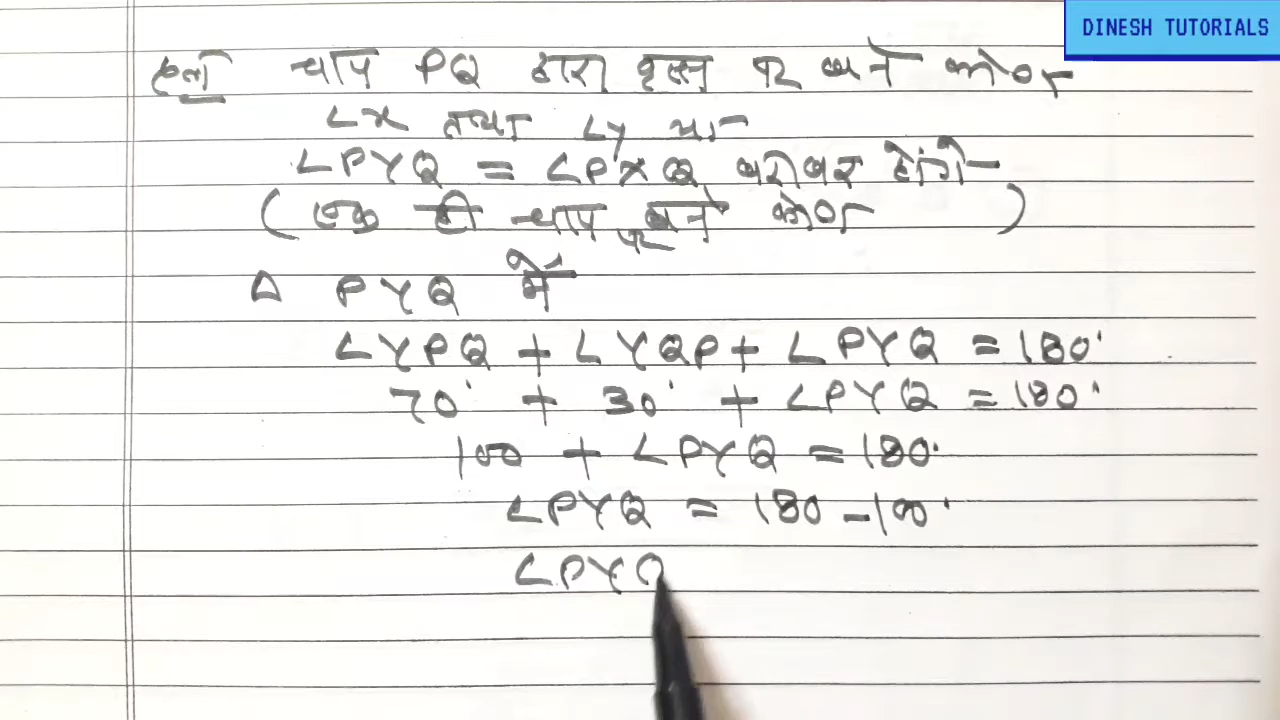 DINESH TUTORIALS
हल चाप PQ द्वारा वृत्त पर बने कोण
∠x तथा ∠y या
∠PYQ = ∠PXQ बराबर होंगे
( एक ही चाप पर बने कोण )
△ PYQ में
∠YPQ + ∠YQP + ∠PYQ = 180°
70° + 30° + ∠PYQ = 180°
100 + ∠PYQ = 180°
∠PYQ = 180 - 100°
∠PYQ